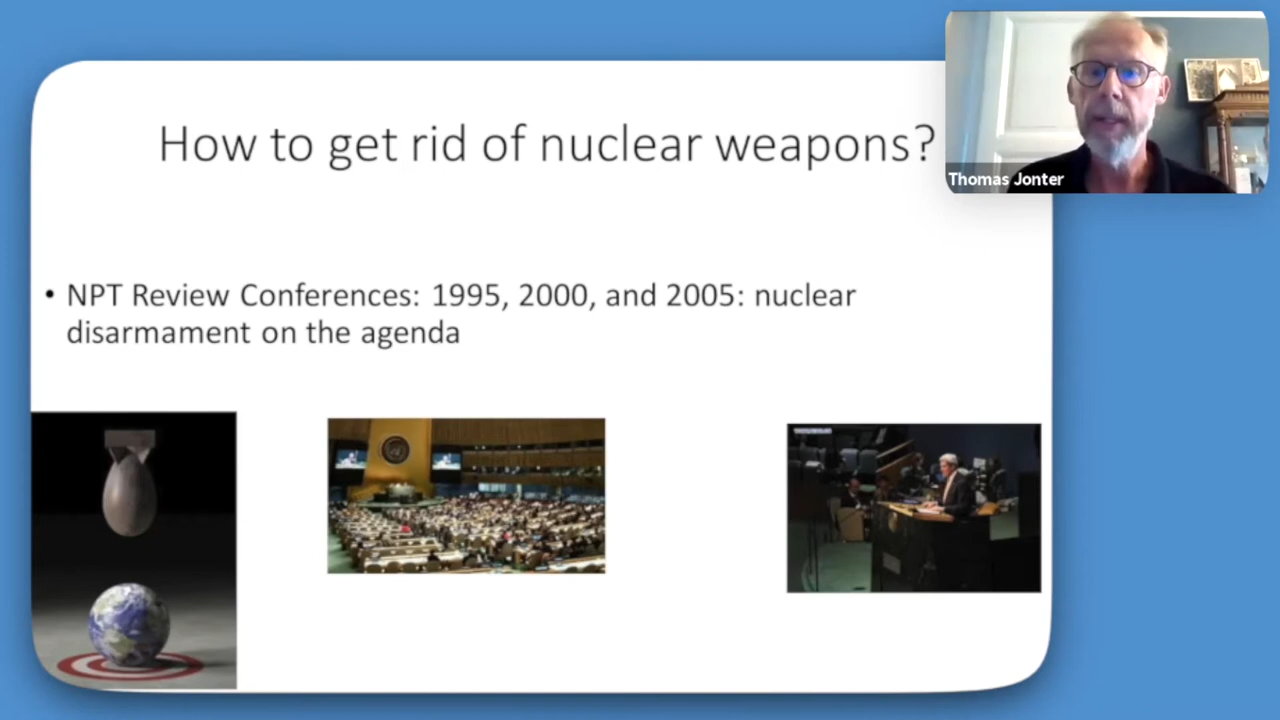 How to get rid of nuclear weapons?
Thomas Jonter
• NPT Review Conferences: 1995, 2000, and 2005: nuclear
disarmament on the agenda